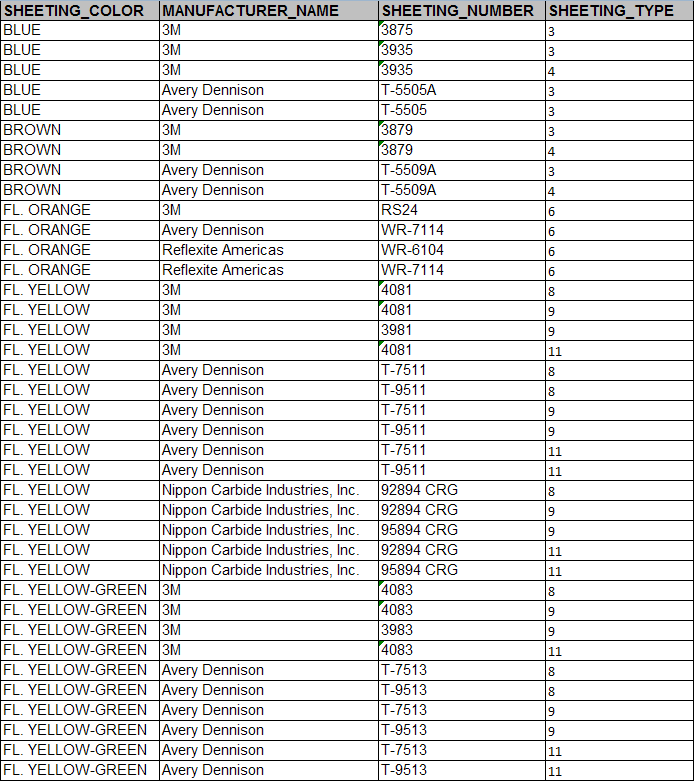 SHEETING_COLOR MANUFACTURER_NAME SHEETING_NUMBER SHEETING_TYPE
BLUE 3M 3875 3
BLUE 3M 3935 3
BLUE 3M 3935 4
BLUE Avery Dennison T-5505A 3
BLUE Avery Dennison T-5505 3
BROWN 3M 3879 3
BROWN 3M 3879 4
BROWN Avery Dennison T-5509A 3
BROWN Avery Dennison T-5509A 4
FL. ORANGE 3M RS24 6
FL. ORANGE Avery Dennison WR-7114 6
FL. ORANGE Reflexite Americas WR-6104 6
FL. ORANGE Reflexite Americas WR-7114 6
FL. YELLOW 3M 4081 8
FL. YELLOW 3M 4081 9
FL. YELLOW 3M 3981 9
FL. YELLOW 3M 4081 11
FL. YELLOW Avery Dennison T-7511 8
FL. YELLOW Avery Dennison T-9511 8
FL. YELLOW Avery Dennison T-7511 9
FL. YELLOW Avery Dennison T-9511 9
FL. YELLOW Avery Dennison T-7511 11
FL. YELLOW Avery Dennison T-9511 11
FL. YELLOW Nippon Carbide Industries, Inc. 92894 CRG 8
FL. YELLOW Nippon Carbide Industries, Inc. 92894 CRG 9
FL. YELLOW Nippon Carbide Industries, Inc. 95894 CRG 9
FL. YELLOW Nippon Carbide Industries, Inc. 92894 CRG 11
FL. YELLOW Nippon Carbide Industries, Inc. 95894 CRG 11
FL. YELLOW-GREEN 3M 4083 8
FL. YELLOW-GREEN 3M 4083 9
FL. YELLOW-GREEN 3M 3983 9
FL. YELLOW-GREEN 3M 4083 11
FL. YELLOW-GREEN Avery Dennison T-7513 8
FL. YELLOW-GREEN Avery Dennison T-9513 8
FL. YELLOW-GREEN Avery Dennison T-7513 9
FL. YELLOW-GREEN Avery Dennison T-9513 9
FL. YELLOW-GREEN Avery Dennison T-7513 11
FL. YELLOW-GREEN Avery Dennison T-9513 11